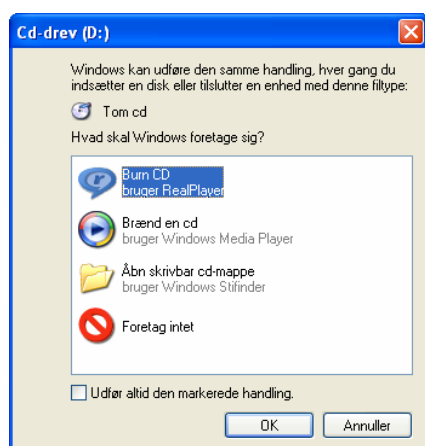 Cd-drev (D:)
Windows kan udføre den samme handling, hver gang du
indsætter en disk eller tilslutter en enhed med denne filtype:
Tom cd
Hvad skal Windows foretage sig?
Burn CD
bruger RealPlayer
Brænd en cd
bruger Windows Media Player
Åbn skrivbar cd-mappe
bruger Windows Stifinder
Foretag intet
Udfør altid den markerede handling.
OK
Annuller